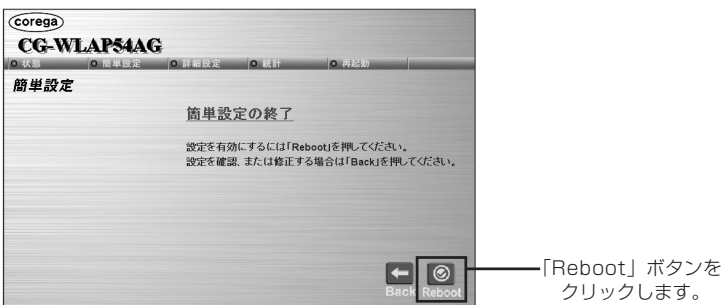 corega
CG-WLAP54AG
状態 簡単設定 詳細設定 統計 再起動
簡単設定
簡単設定の終了
設定を有効にするには「Reboot」を押してください。
設定を確認、または修正する場合は「Back」を押してください。
Back Reboot
「Reboot」ボタンを
クリックします。